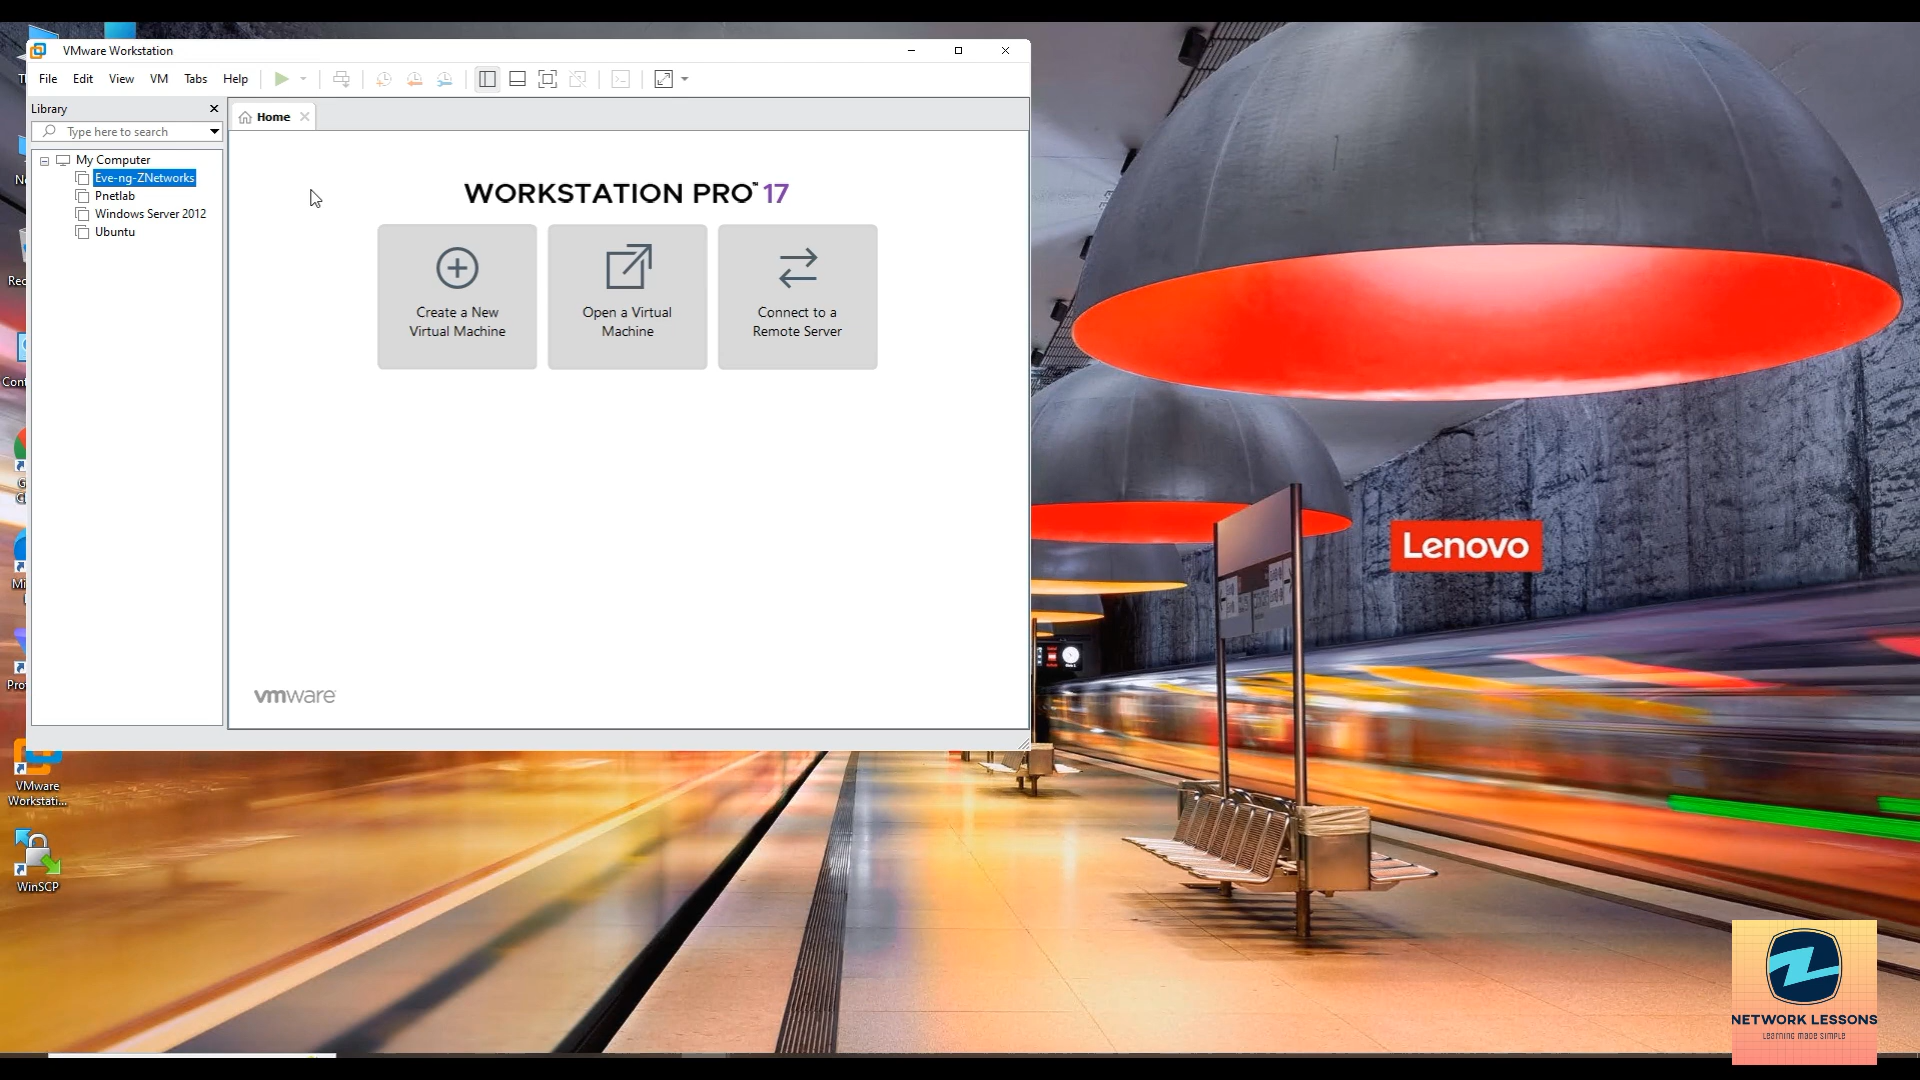 VMware Workstation
File Edit View VM Tabs Help
Library
Type here to search
Home
My Computer
Eve-ng-ZNetworks
Pnetlab
Windows Server 2012
Ubuntu
WORKSTATION PRO™ 17
Create a New
Virtual Machine
Open a Virtual
Machine
Connect to a
Remote Server
vmware
Lenovo
VMware
Workstati...
WinSCP
NETWORK LESSONS
LEARNING MADE SIMPLE